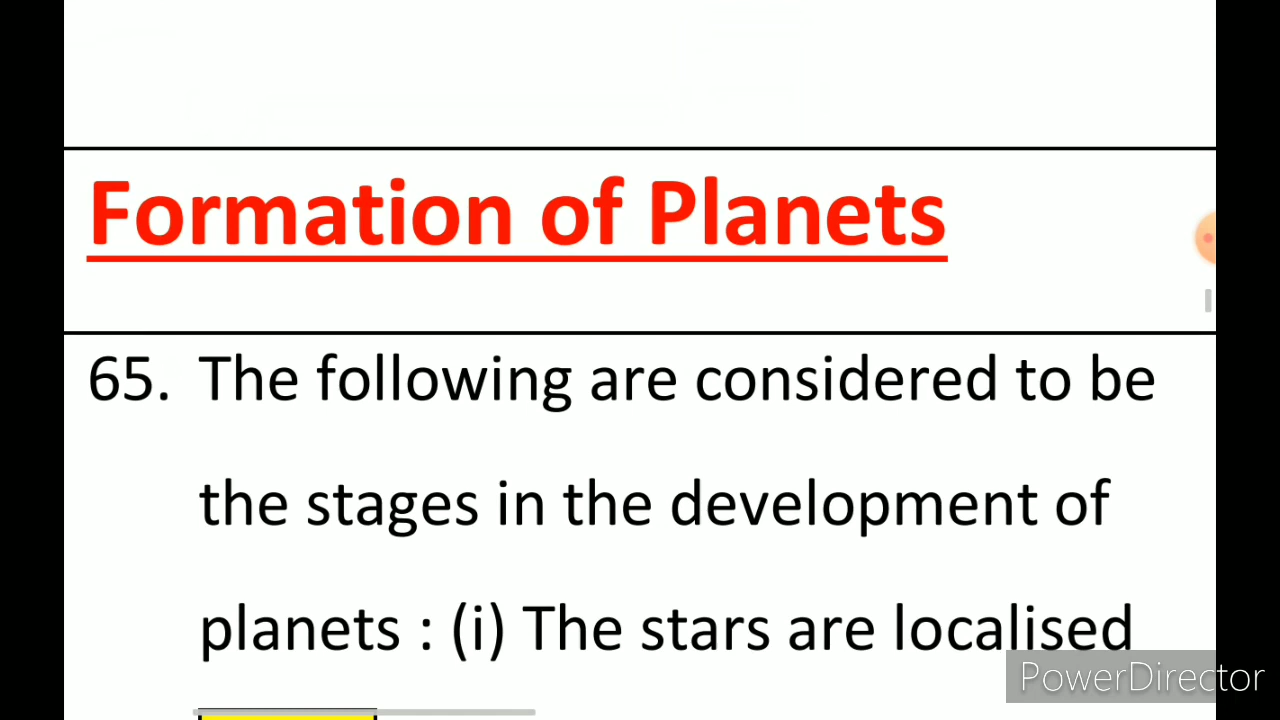 Formation of Planets
65. The following are considered to be
the stages in the development of
planets : (i) The stars are localised
PowerDirector